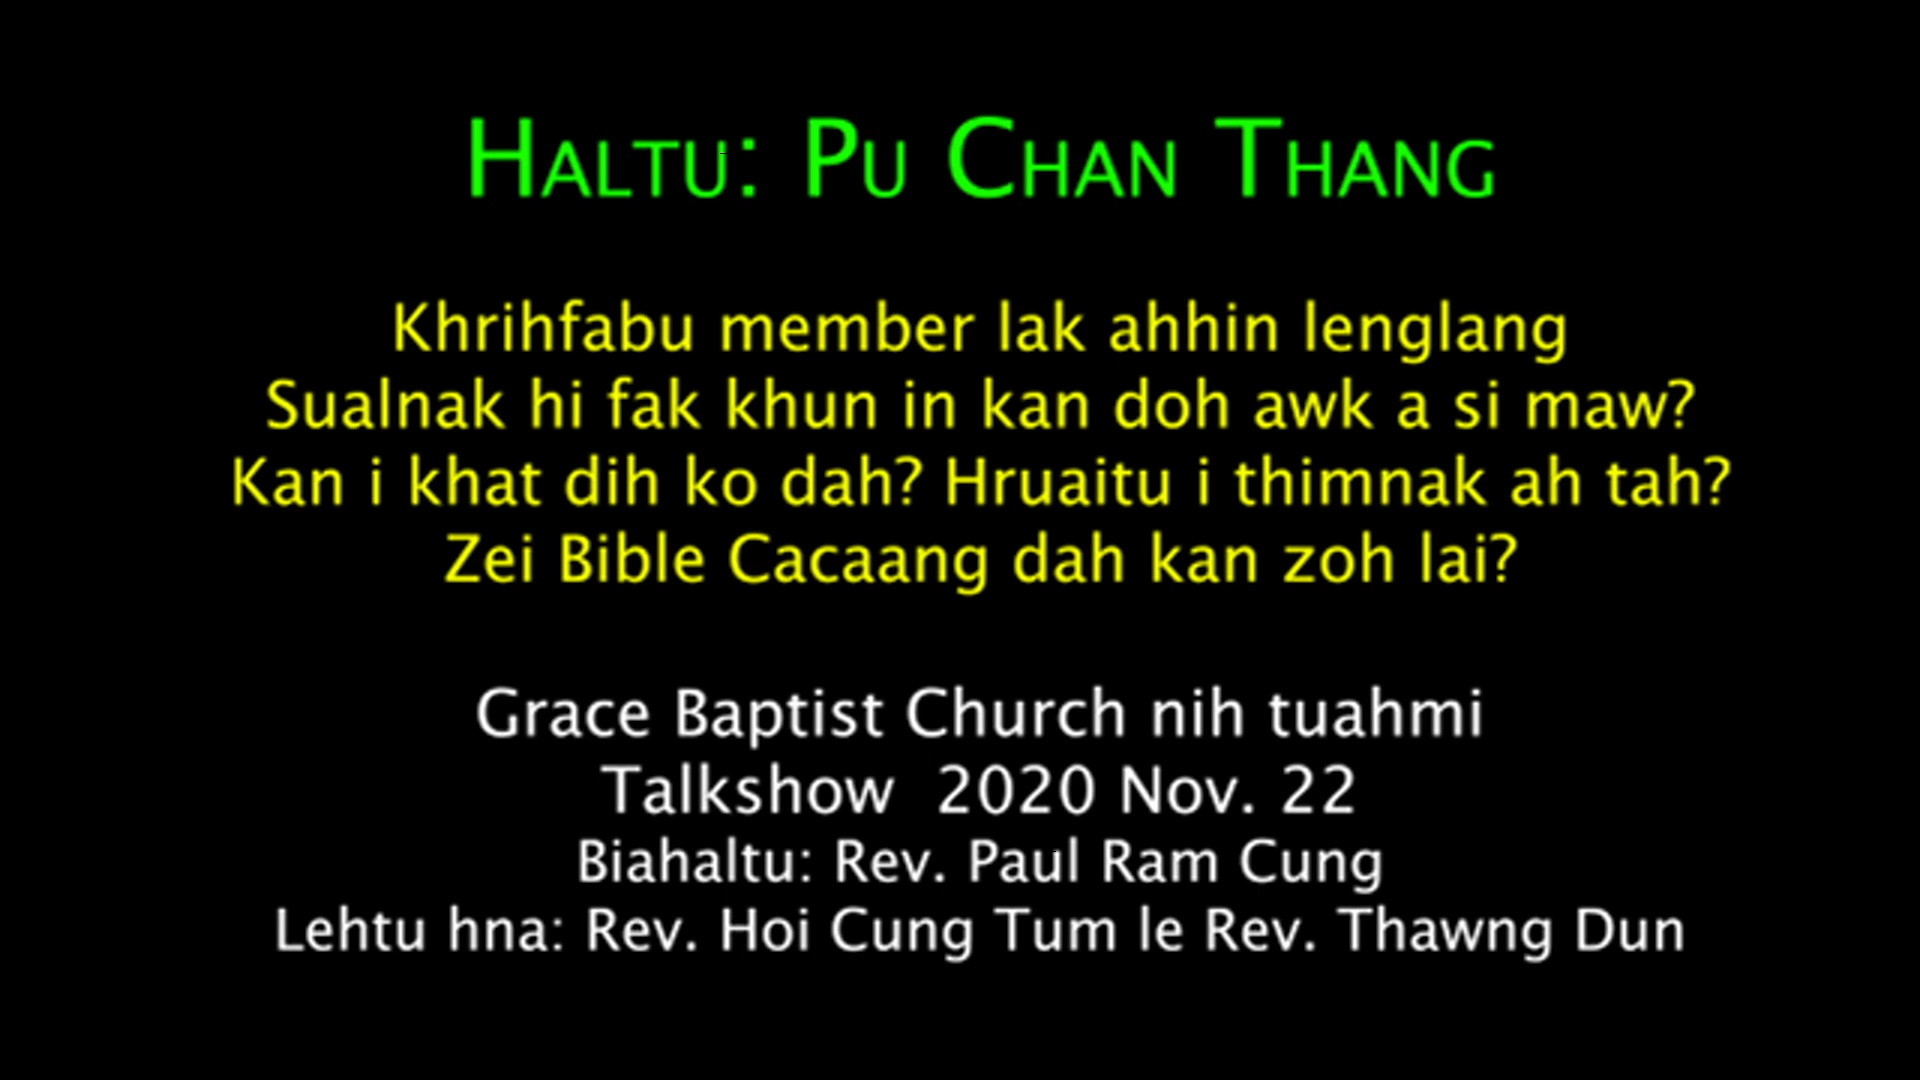 HALTU: PU CHAN THANG
Khrihfabu member lak ahhin lenglang
Sualnak hi fak khun in kan doh awk a si maw?
Kan i khat dih ko dah? Hruaitu i thimnak ah tah?
Zei Bible Cacaang dah kan zoh lai?
Grace Baptist Church nih tuahmi
Talkshow 2020 Nov. 22
Biahaltu: Rev. Paul Ram Cung
Lehtu hna: Rev. Hoi Cung Tum le Rev. Thawng Dun